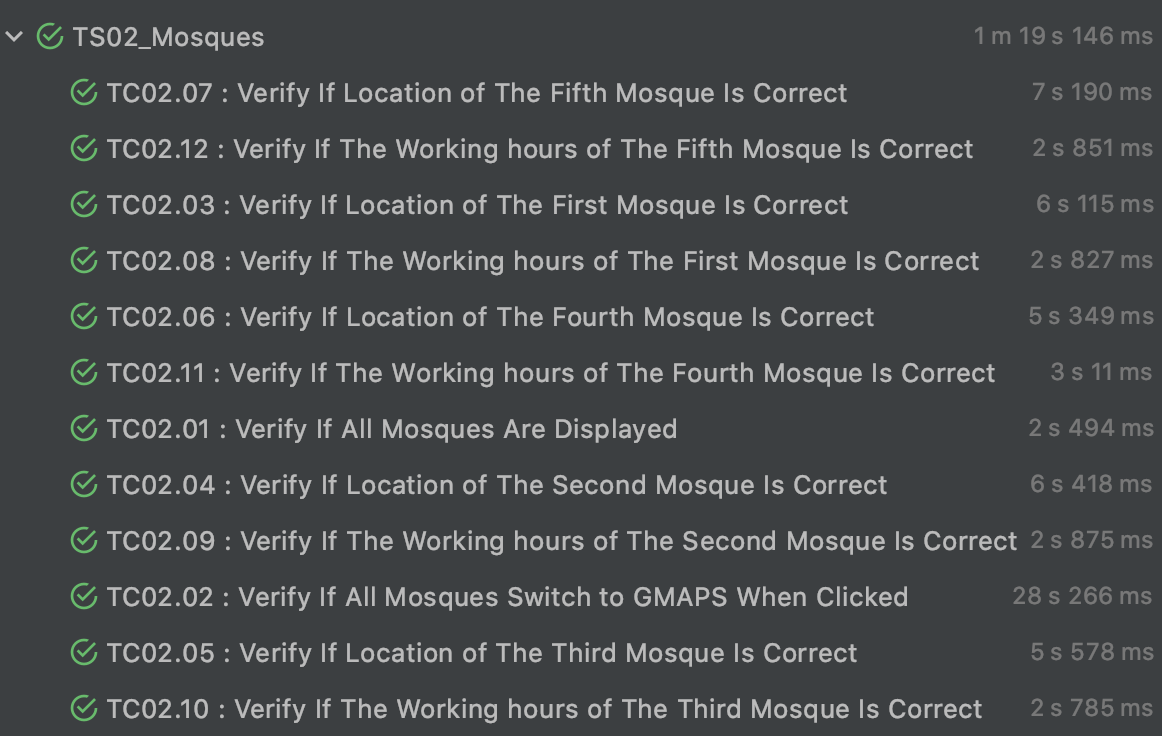 TS02_Mosques 1 m 19 s 146 ms
TC02.07 : Verify If Location of The Fifth Mosque Is Correct 7 s 190 ms
TC02.12 : Verify If The Working hours of The Fifth Mosque Is Correct 2 s 851 ms
TC02.03 : Verify If Location of The First Mosque Is Correct 6 s 115 ms
TC02.08 : Verify If The Working hours of The First Mosque Is Correct 2 s 827 ms
TC02.06 : Verify If Location of The Fourth Mosque Is Correct 5 s 349 ms
TC02.11 : Verify If The Working hours of The Fourth Mosque Is Correct 3 s 11 ms
TC02.01 : Verify If All Mosques Are Displayed 2 s 494 ms
TC02.04 : Verify If Location of The Second Mosque Is Correct 6 s 418 ms
TC02.09 : Verify If The Working hours of The Second Mosque Is Correct 2 s 875 ms
TC02.02 : Verify If All Mosques Switch to GMAPS When Clicked 28 s 266 ms
TC02.05 : Verify If Location of The Third Mosque Is Correct 5 s 578 ms
TC02.10 : Verify If The Working hours of The Third Mosque Is Correct 2 s 785 ms